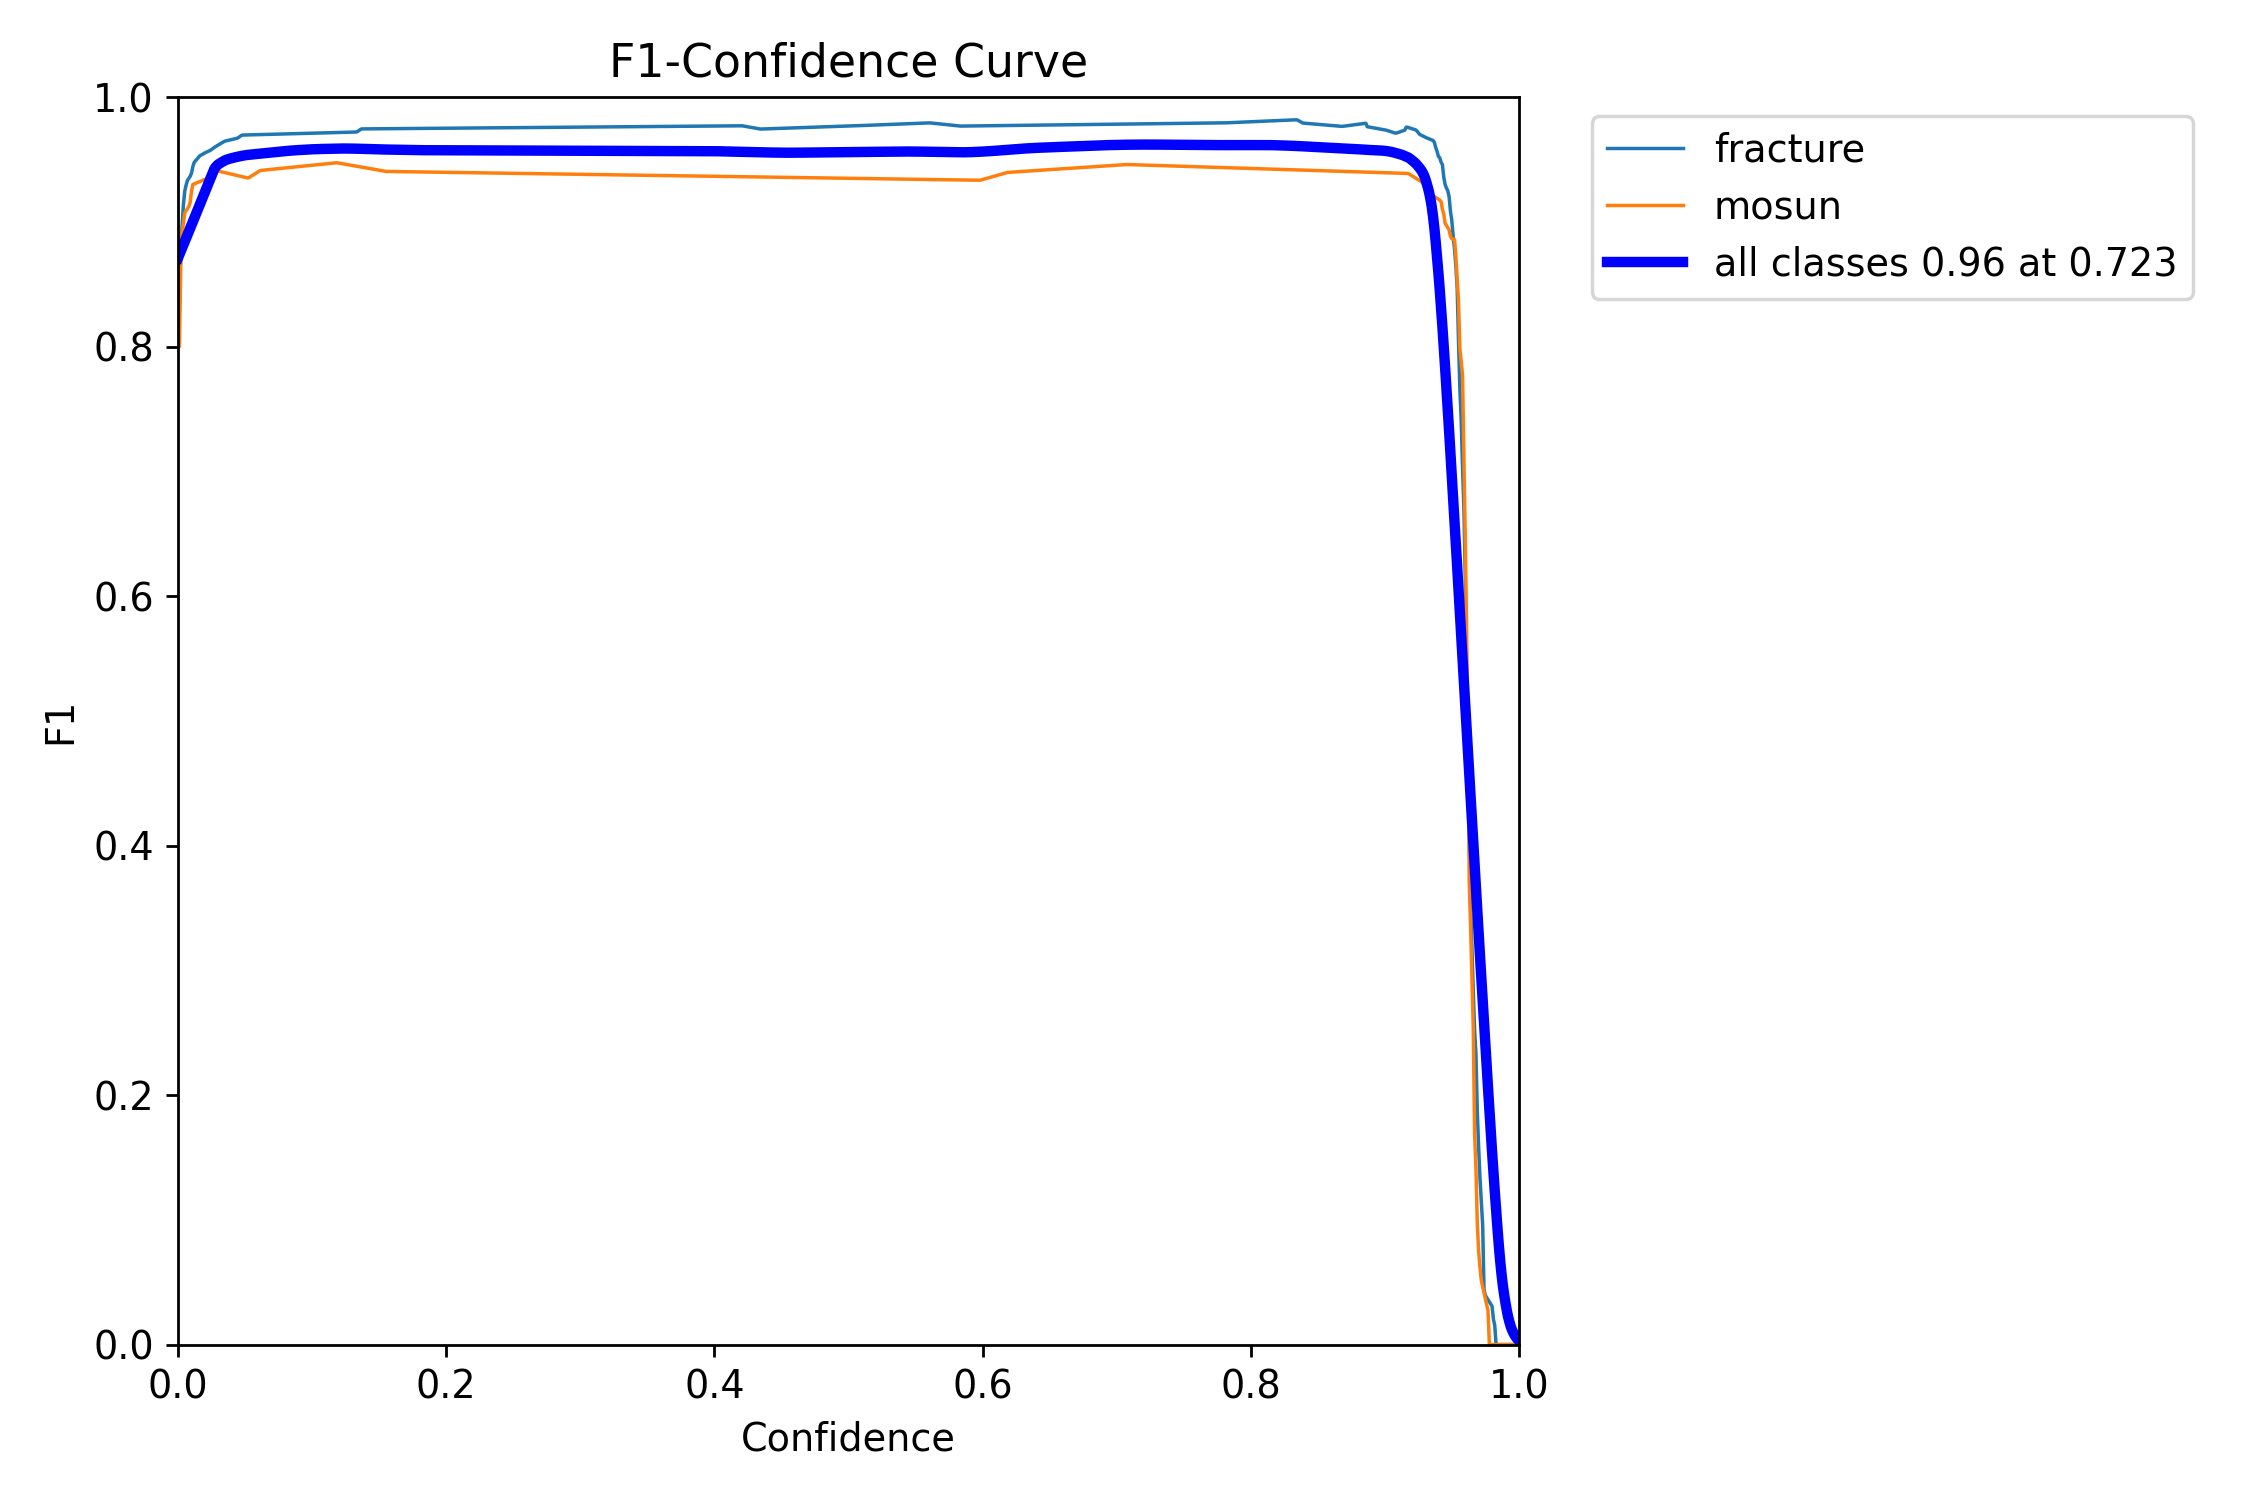 F1-Confidence Curve
1.0
0.8
0.6
0.4
0.2
0.0
F1
0.0 0.2 0.4 0.6 0.8 1.0
Confidence
fracture
mosun
all classes 0.96 at 0.723